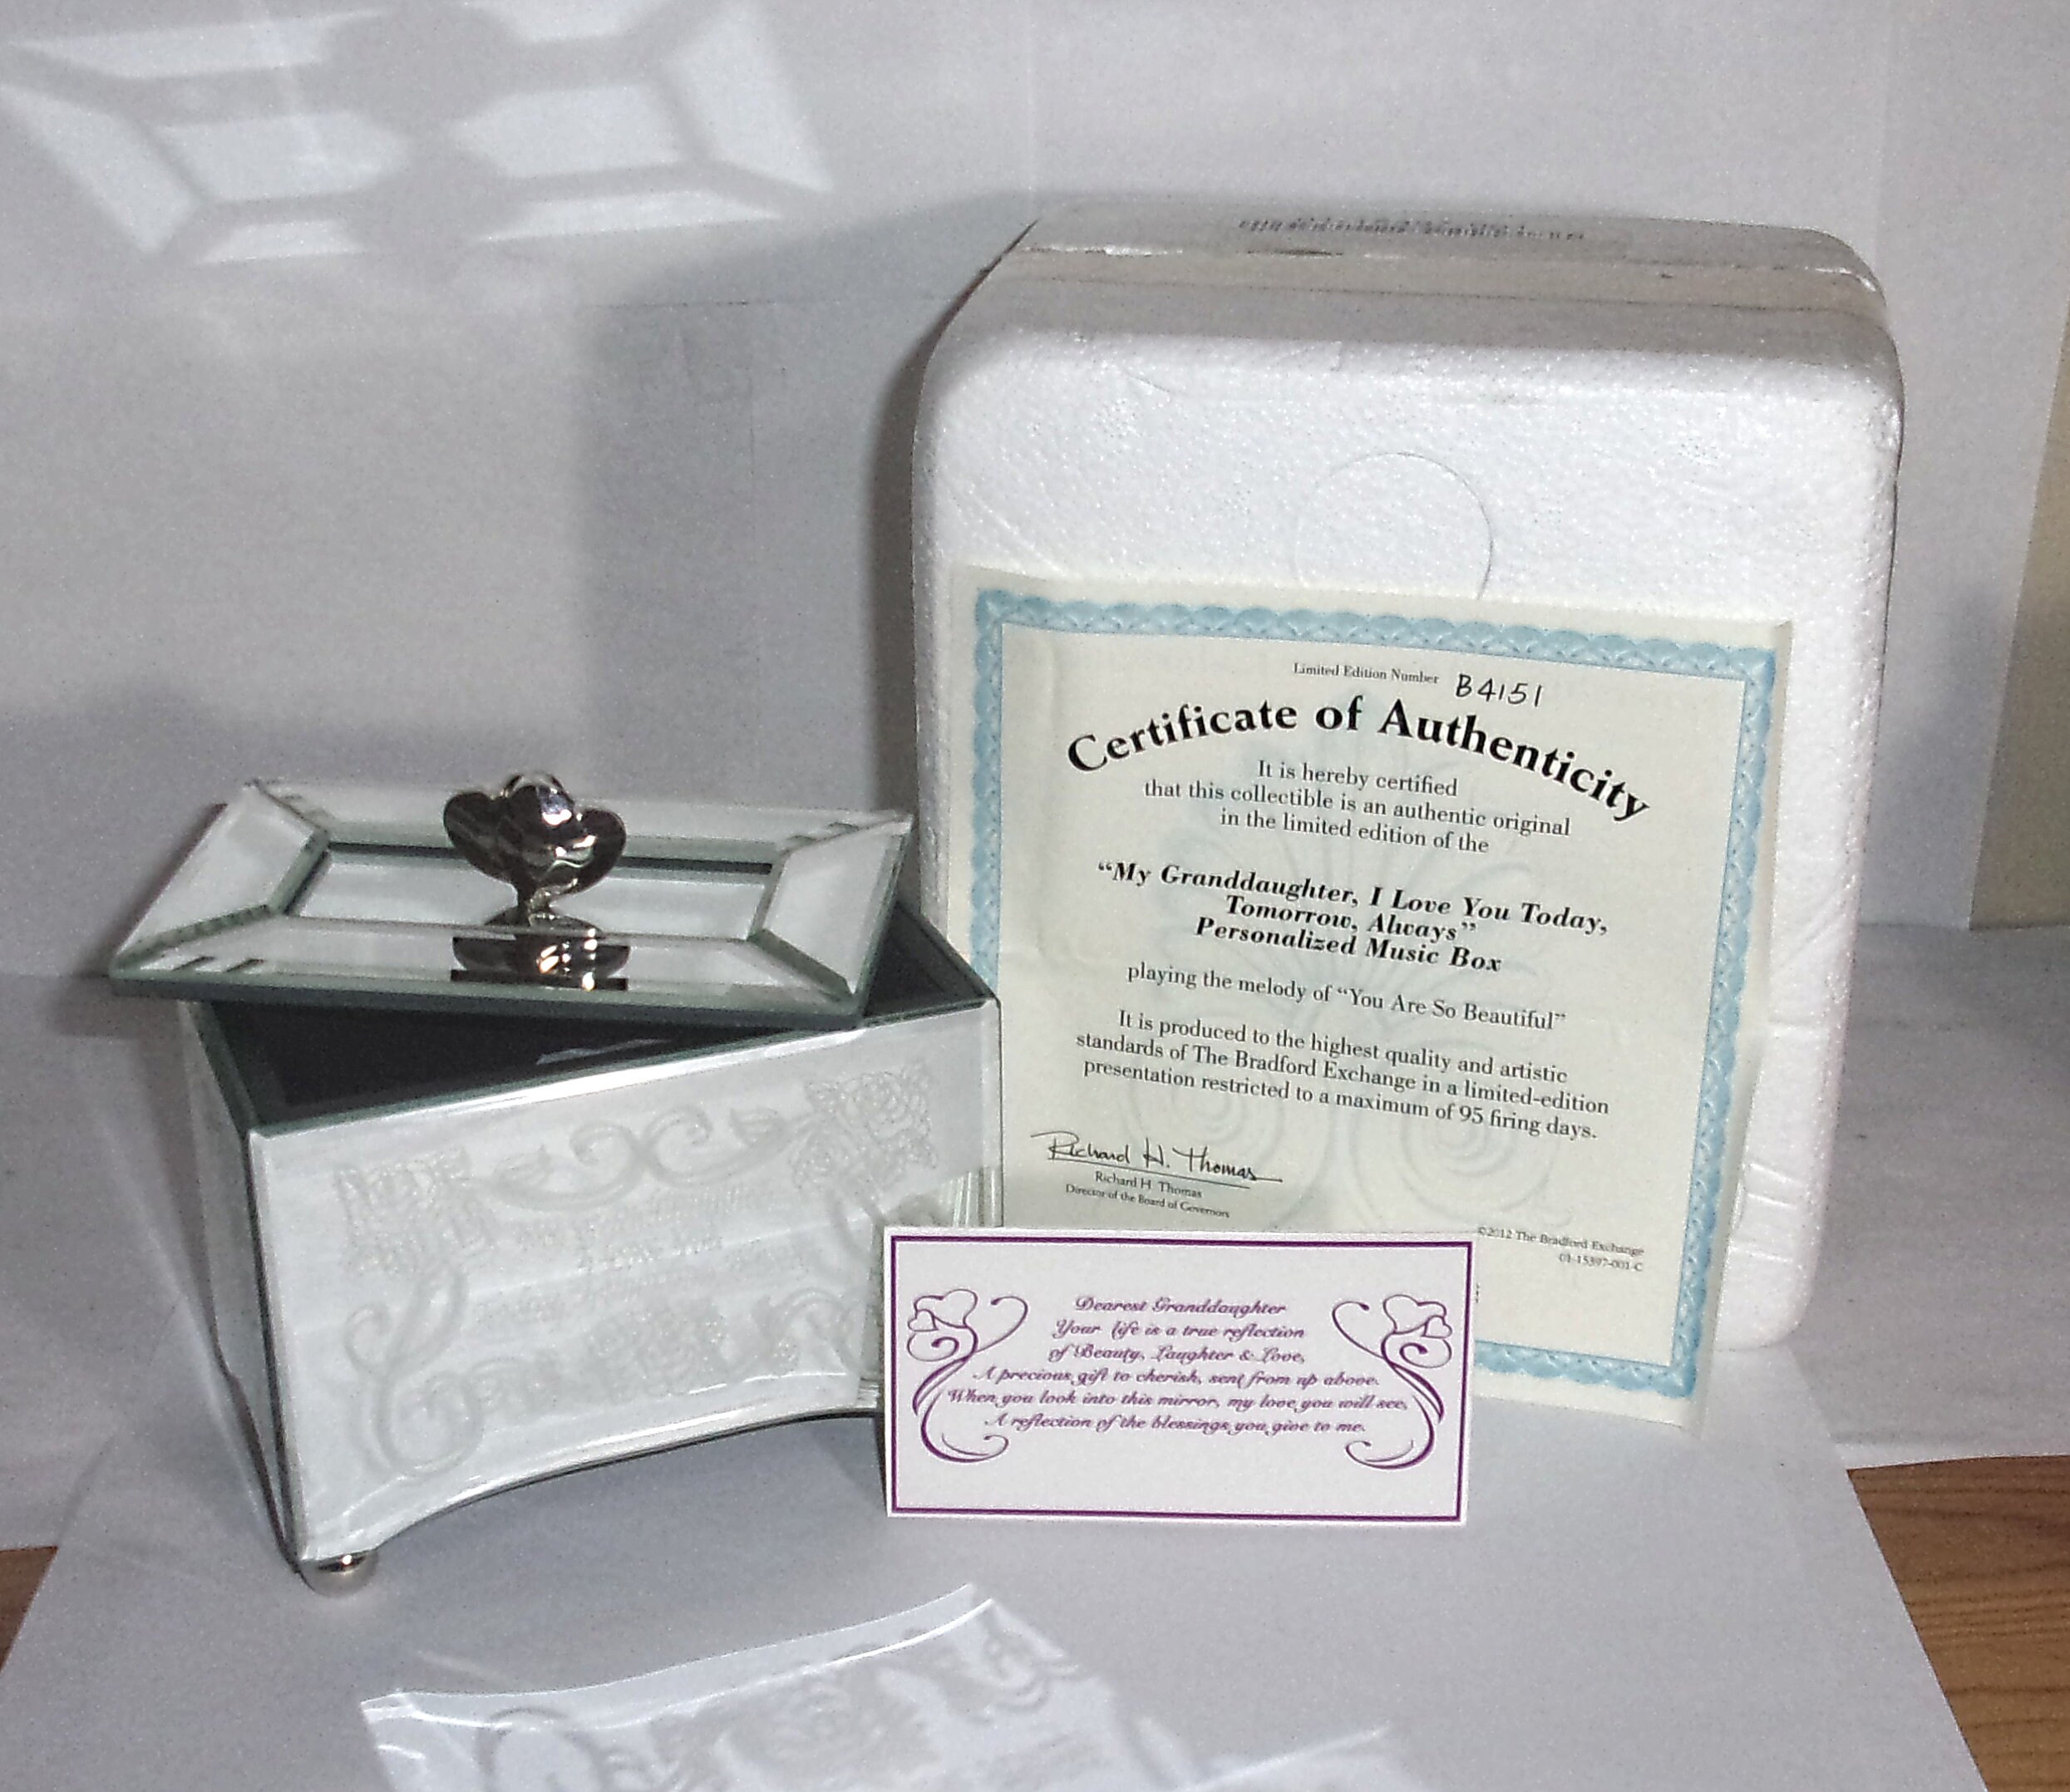 Limited Edition Number B4151
Certificate of Authenticity
It is hereby certified
that this collectible is an authentic original
in the limited edition of the
“My Granddaughter, I Love You Today,
Tomorrow, Always”
Personalized Music Box
playing the melody of “You Are So Beautiful”
It is produced to the highest quality and artistic
standards of The Bradford Exchange in a limited-edition
presentation restricted to a maximum of 95 firing days.
Richard H. Thomas
Richard H. Thomas
Director of the Board of Governors
©2012 The Bradford Exchange
01-15397-001-C
Dearest Granddaughter
Your life is a true reflection
of Beauty, Laughter & Love,
A precious gift to cherish, sent from up above.
When you look into this mirror, my love you will see,
A reflection of the blessings you give to me.